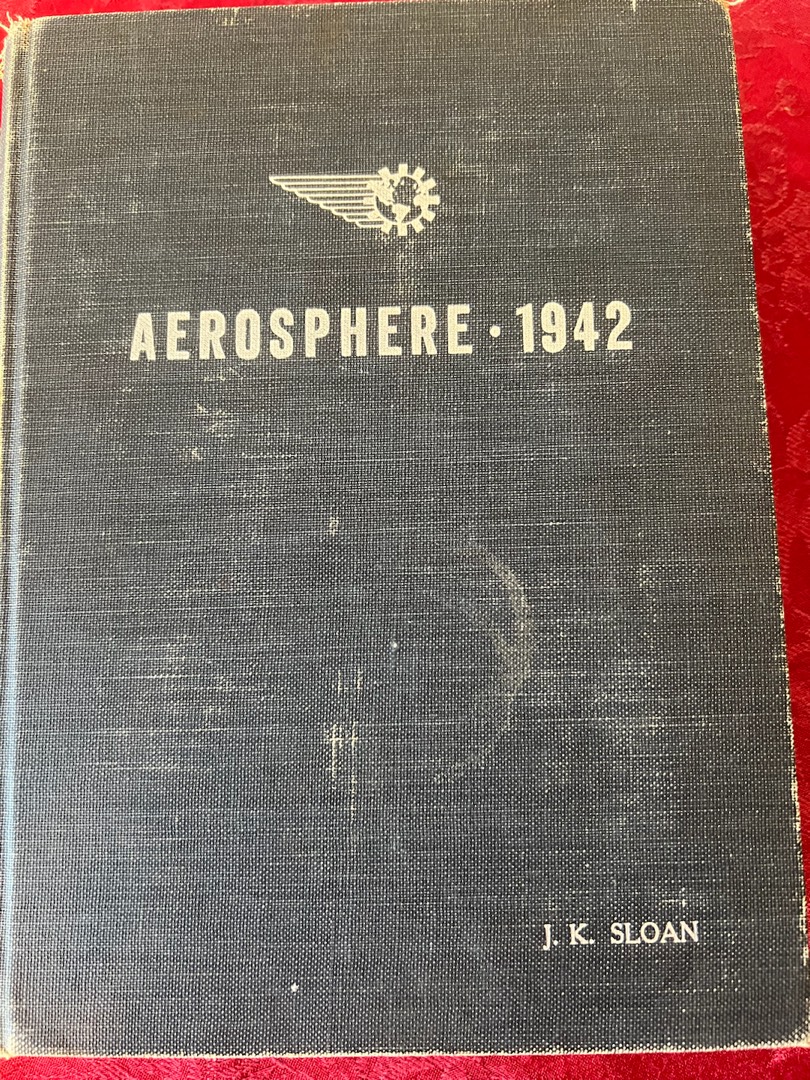 AEROSPHERE · 1942
J. K. SLOAN